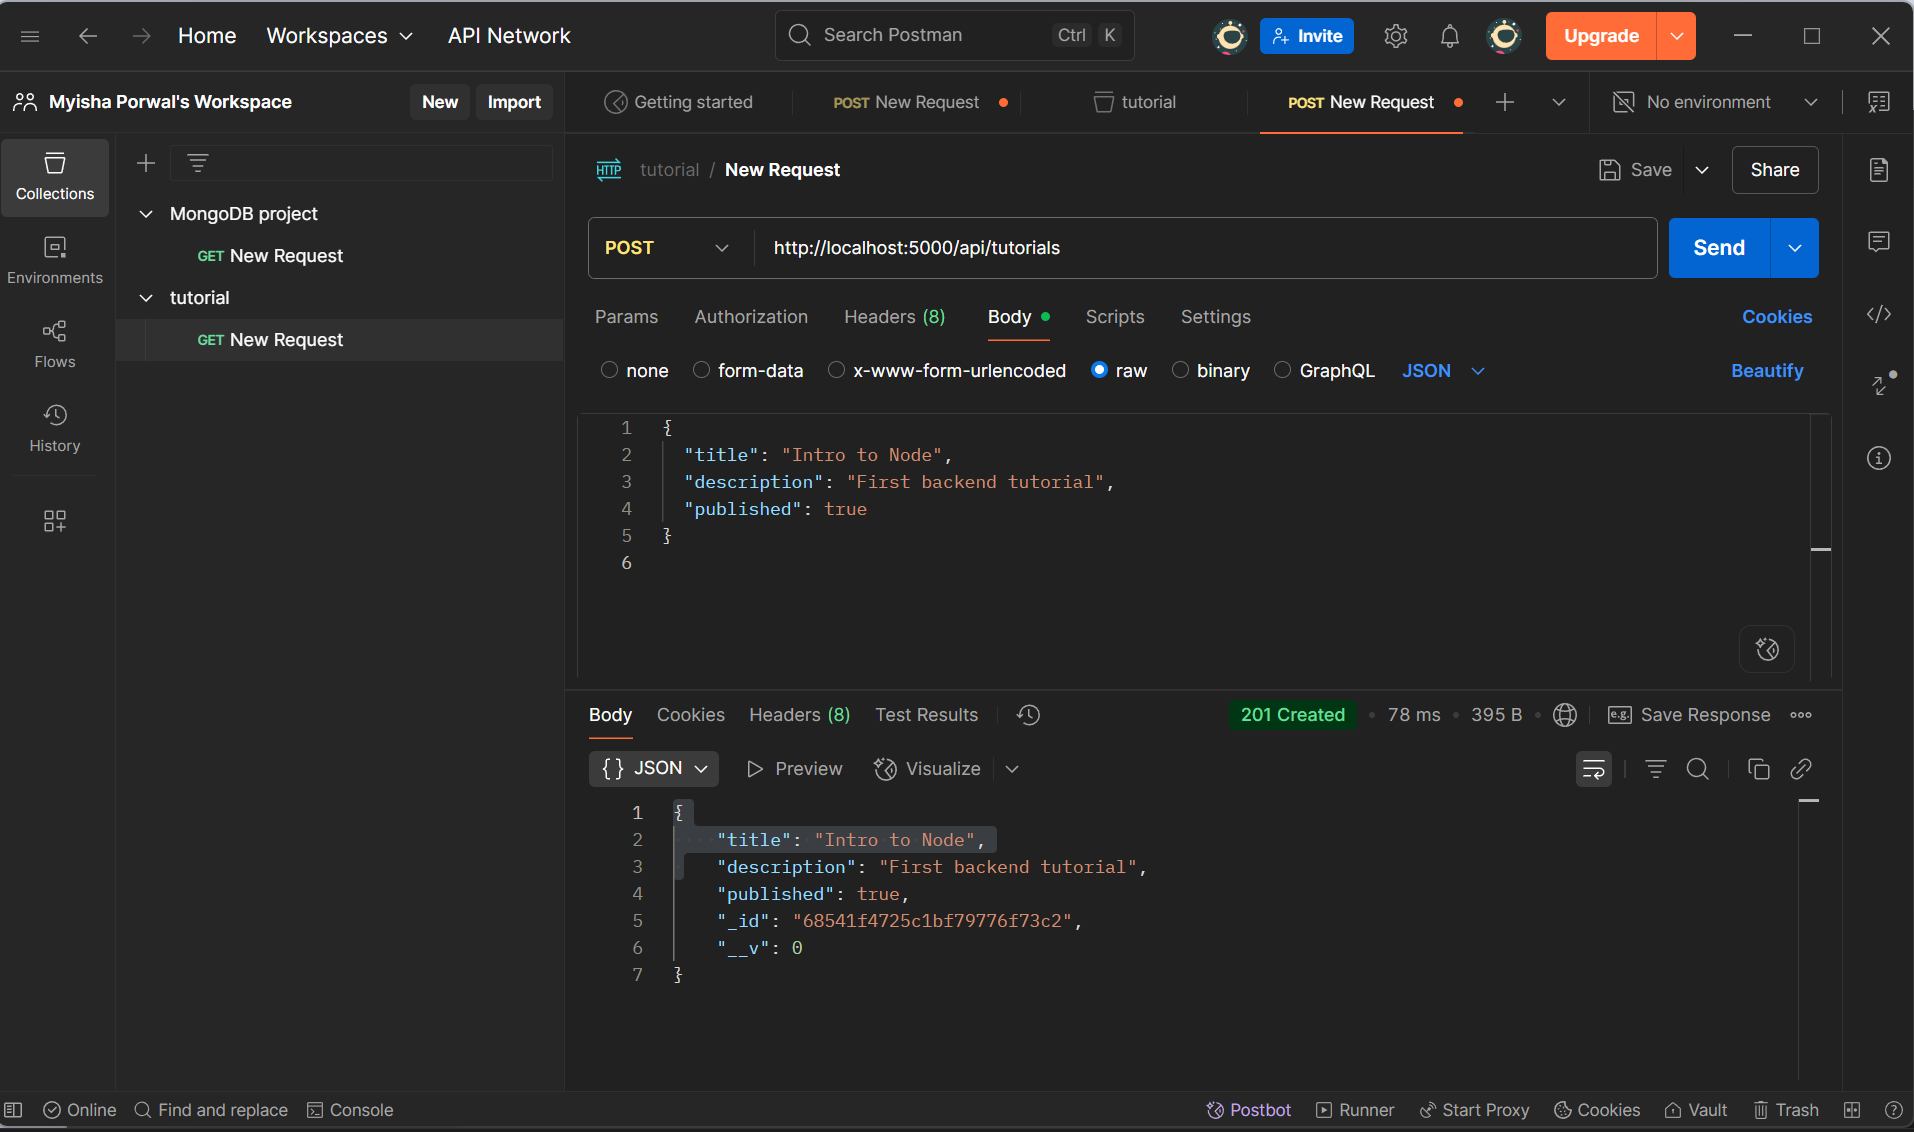 Home Workspaces API Network Search Postman Ctrl K Invite Upgrade
Myisha Porwal's Workspace New Import
Getting started POST New Request tutorial POST New Request No environment
Collections
Environments
Flows
History
MongoDB project
GET New Request
tutorial
GET New Request
HTTP tutorial / New Request Save Share
POST http://localhost:5000/api/tutorials Send
Params Authorization Headers (8) Body Scripts Settings Cookies
none form-data x-www-form-urlencoded raw binary GraphQL JSON Beautify
1 {
2 "title": "Intro to Node",
3 "description": "First backend tutorial",
4 "published": true
5 }
6
Body Cookies Headers (8) Test Results 201 Created • 78 ms • 395 B • e.g. Save Response
{} JSON Preview Visualize
1 {
2 "title": "Intro to Node",
3 "description": "First backend tutorial",
4 "published": true,
5 "_id": "68541f4725c1bf79776f73c2",
6 "__v": 0
7 }
Online Find and replace Console Postbot Runner Start Proxy Cookies Vault Trash